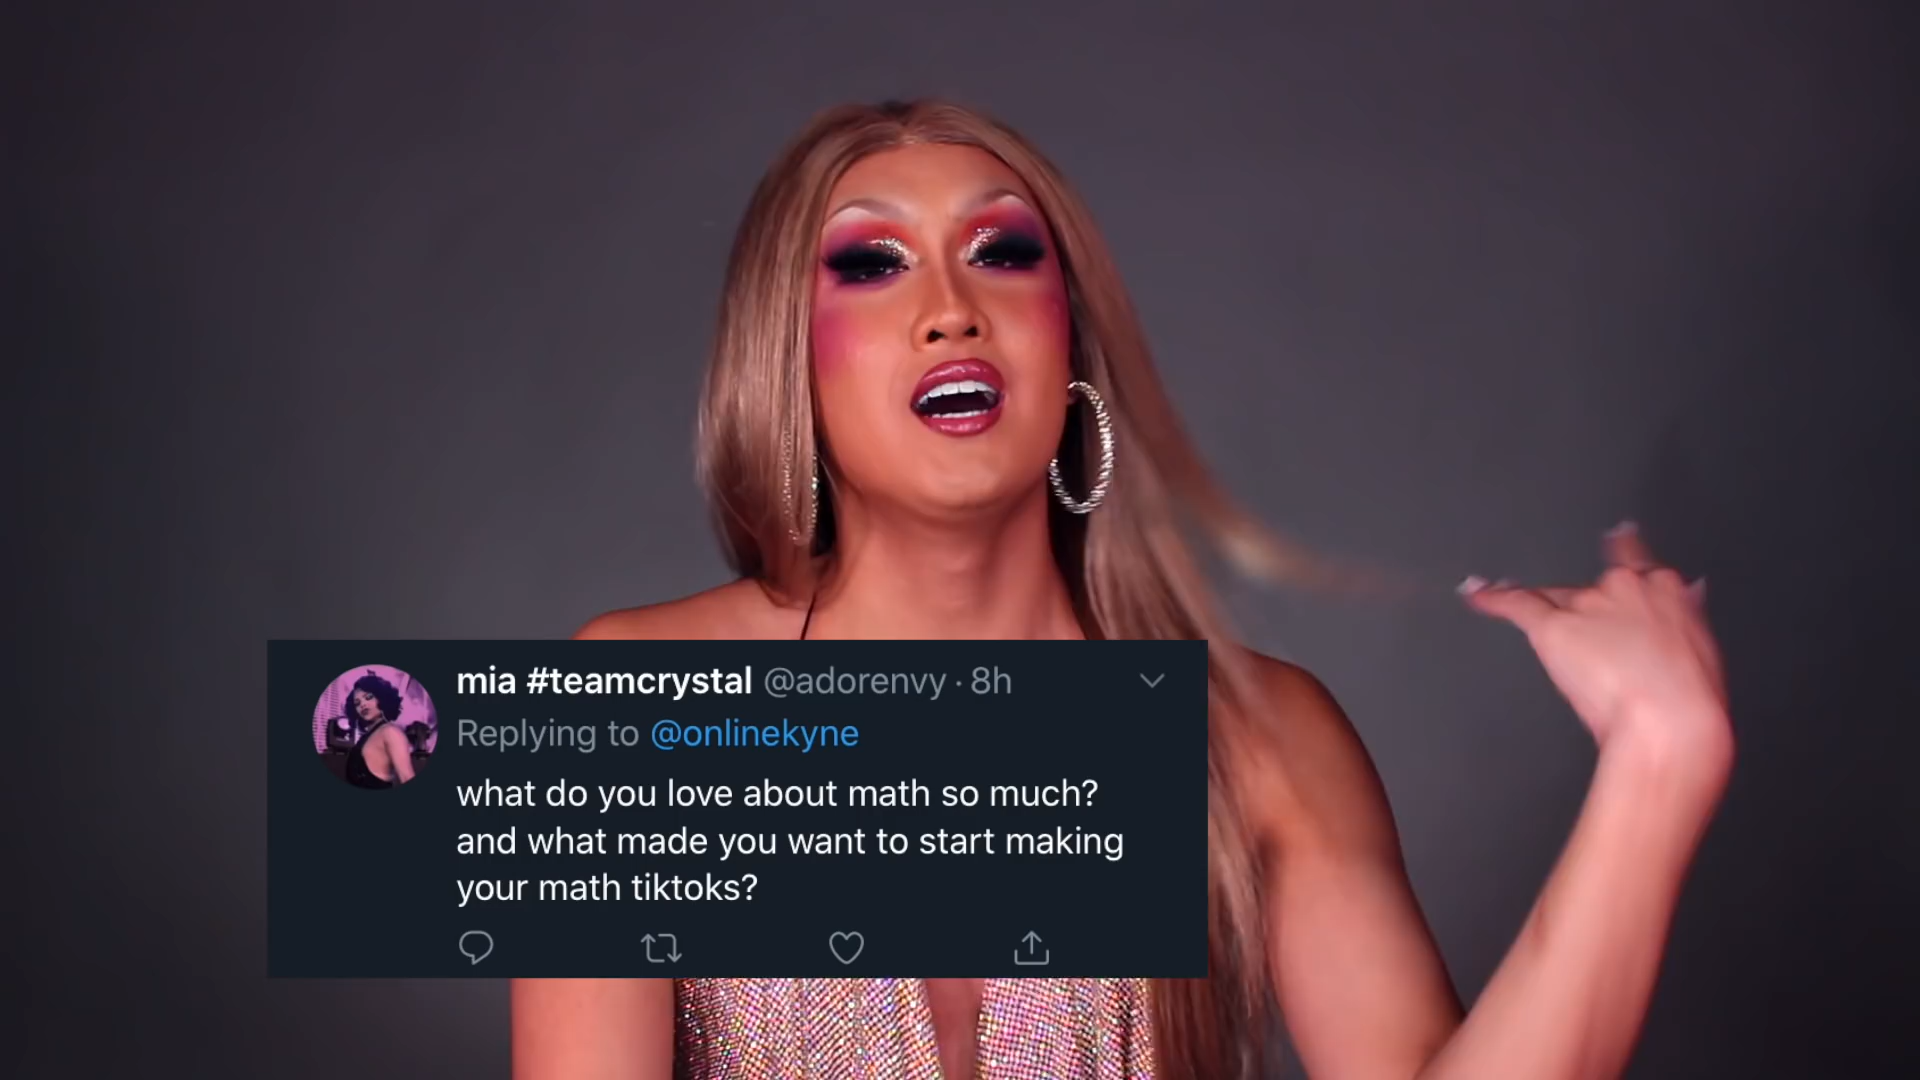 mia #teamcrystal @adorenvy · 8h
Replying to @onlinekyne
what do you love about math so much?
and what made you want to start making
your math tiktoks?